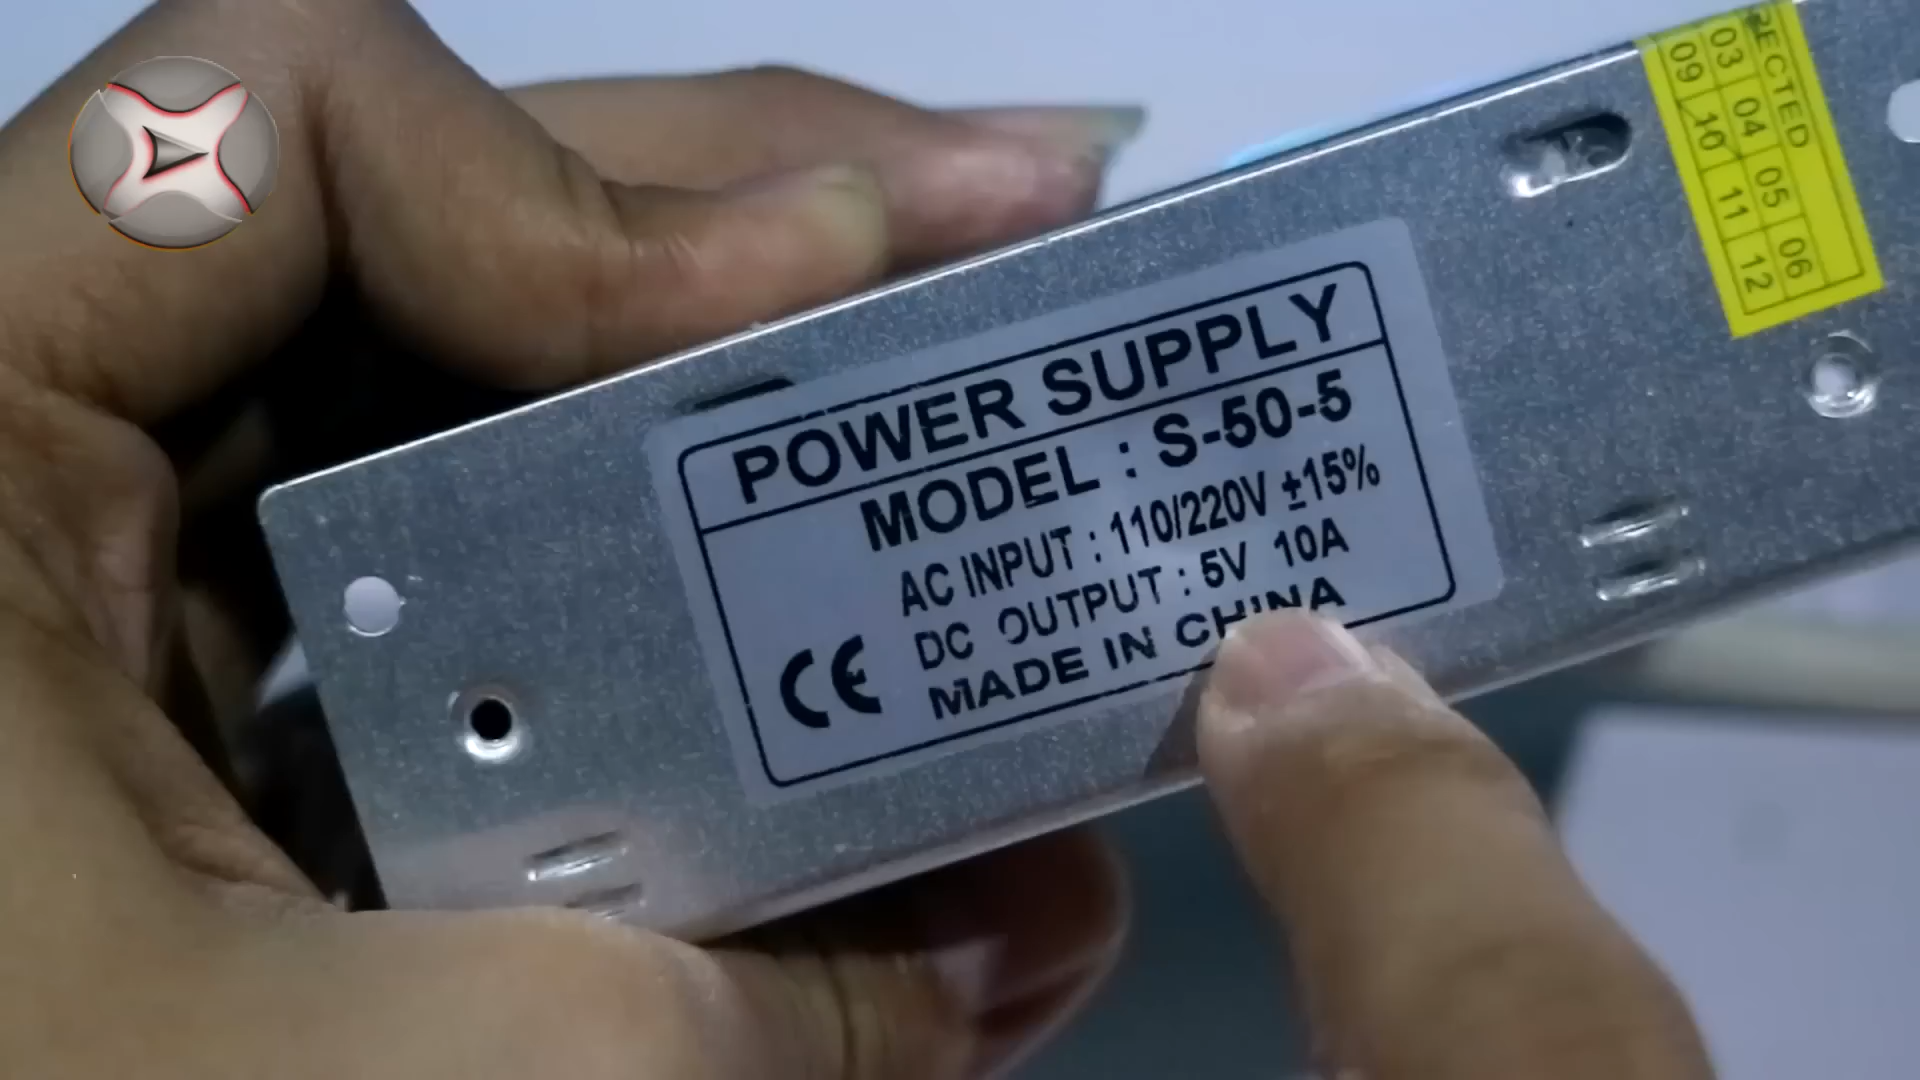 POWER SUPPLY
MODEL : S-50-5
AC INPUT : 110/220V ±15%
DC OUTPUT : 5V 10A
CE
MADE IN CHINA
03 04 05 06
09 10 11 12